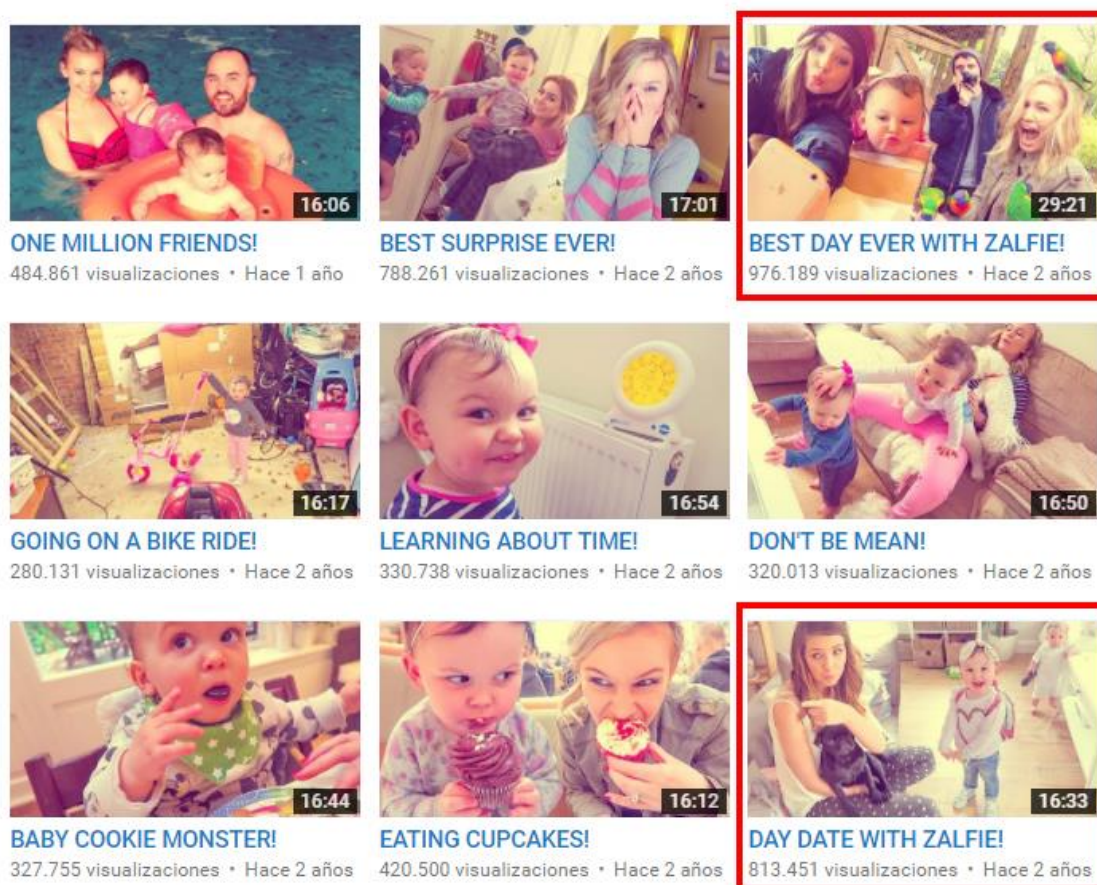 16:06
17:01
29:21
ONE MILLION FRIENDS!
BEST SURPRISE EVER!
BEST DAY EVER WITH ZALFIE!
484.861 visualizaciones • Hace 1 año
788.261 visualizaciones • Hace 2 años
976.189 visualizaciones • Hace 2 años
16:17
16:54
16:50
GOING ON A BIKE RIDE!
LEARNING ABOUT TIME!
DON'T BE MEAN!
280.131 visualizaciones • Hace 2 años
330.738 visualizaciones • Hace 2 años
320.013 visualizaciones • Hace 2 años
16:44
16:12
16:33
BABY COOKIE MONSTER!
EATING CUPCAKES!
DAY DATE WITH ZALFIE!
327.755 visualizaciones • Hace 2 años
420.500 visualizaciones • Hace 2 años
813.451 visualizaciones • Hace 2 años